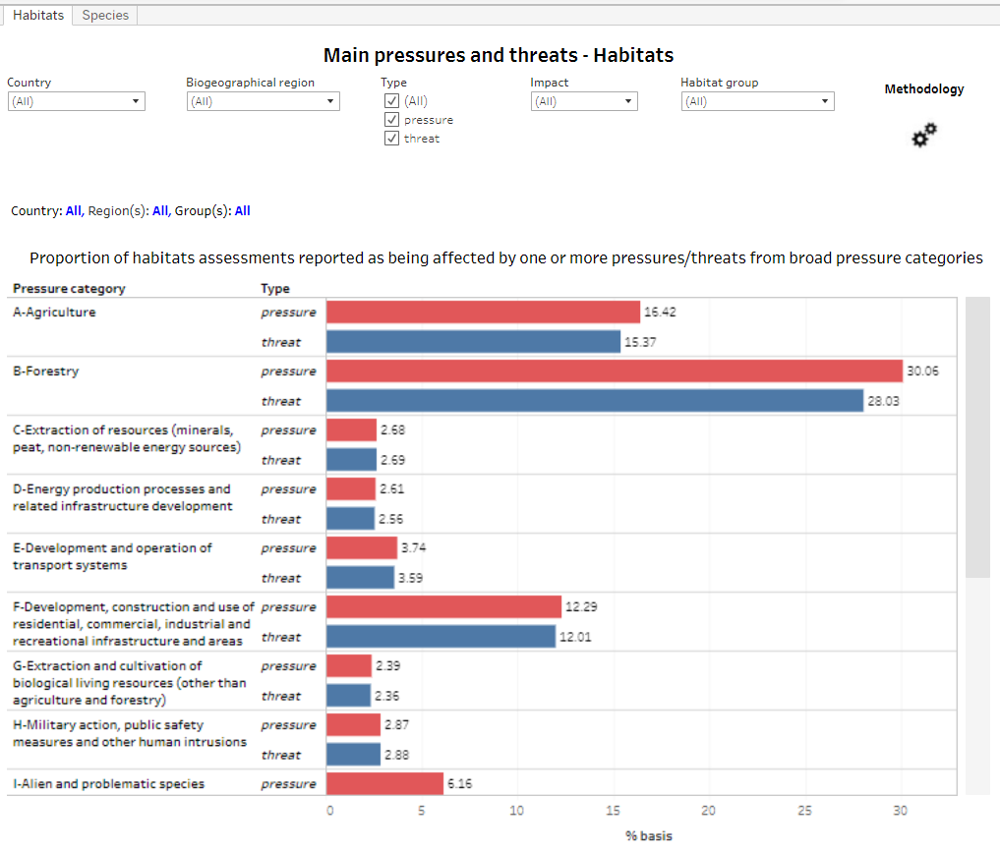 Habitats Species
Main pressures and threats - Habitats
Country Biogeographical region Type Impact Habitat group Methodology
(All) (All) (All) (All) (All)
pressure
threat
Country: All, Region(s): All, Group(s): All
Proportion of habitats assessments reported as being affected by one or more pressures/threats from broad pressure categories
Pressure category Type
A-Agriculture pressure 16.42
threat 15.37
B-Forestry pressure 30.06
threat 28.03
C-Extraction of resources (minerals, pressure 2.68
peat, non-renewable energy sources)
threat 2.69
D-Energy production processes and pressure 2.61
related infrastructure development
threat 2.56
E-Development and operation of pressure 3.74
transport systems
threat 3.59
F-Development, construction and use of pressure 12.29
residential, commercial, industrial and
recreational infrastructure and areas threat 12.01
G-Extraction and cultivation of pressure 2.39
biological living resources (other than
agriculture and forestry) threat 2.36
H-Military action, public safety pressure 2.87
measures and other human intrusions
threat 2.88
I-Alien and problematic species pressure 6.16
0 5 10 15 20 25 30
% basis